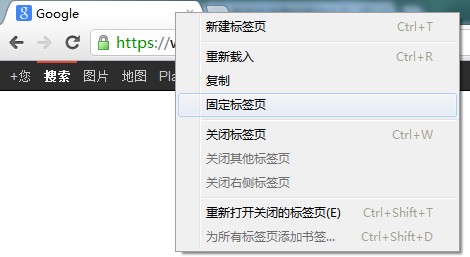 Google
https://w
+您 搜索 图片 地图 Pla
新建标签页 Ctrl+T
重新载入 Ctrl+R
复制
固定标签页
关闭标签页 Ctrl+W
关闭其他标签页
关闭右侧标签页
重新打开关闭的标签页(E) Ctrl+Shift+T
为所有标签页添加书签... Ctrl+Shift+D